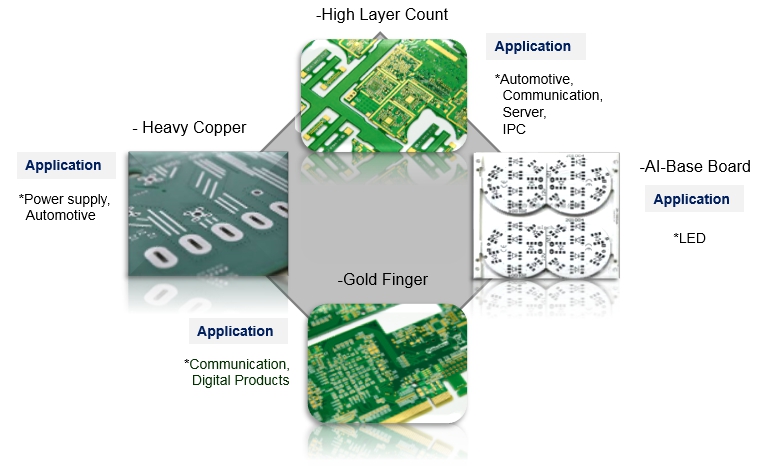 -High Layer Count
Application
*Automotive,
Communication,
Server,
IPC
- Heavy Copper
Application
*Power supply,
Automotive
-AI-Base Board
Application
*LED
-Gold Finger
Application
*Communication,
Digital Products